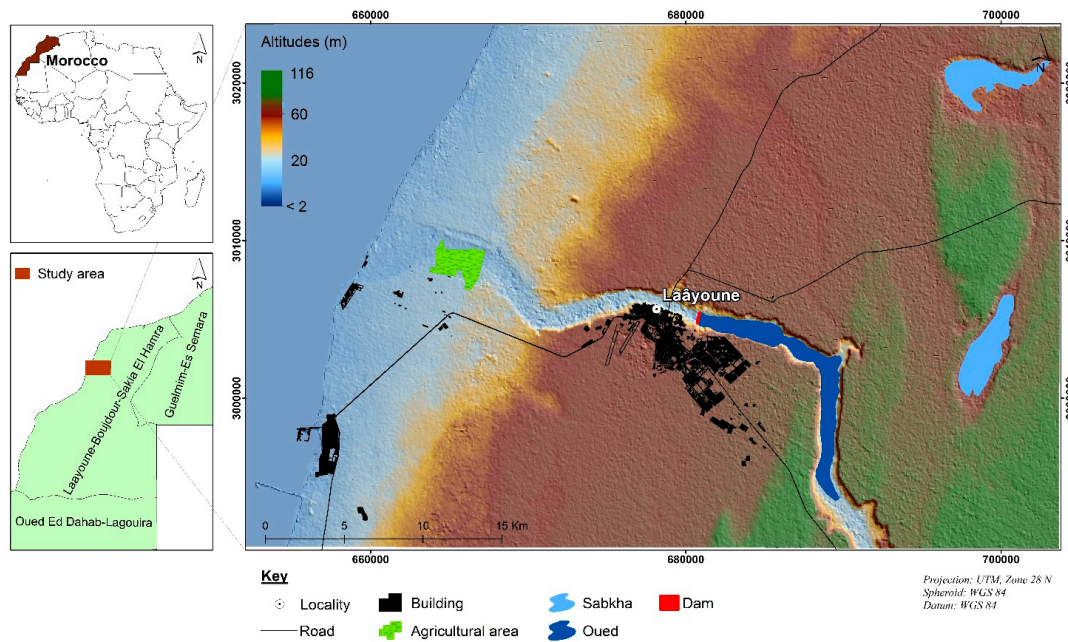 660000
680000
700000
Morocco
N
Altitudes (m)
116
60
20
< 2
N
3020000
3010000
3010000
3000000
3000000
Laâyoune
Study area
N
Laayoune-Boujdour-Sakia El Hamra
Guelmim-Es Semara
Oued Ed Dahab-Lagouira
0 5 10 15 Km
660000
680000
700000
Key
Locality
Building
Sabkha
Dam
Road
Agricultural area
Oued
Projection: UTM, Zone 28 N
Spheroid: WGS 84
Datum: WGS 84